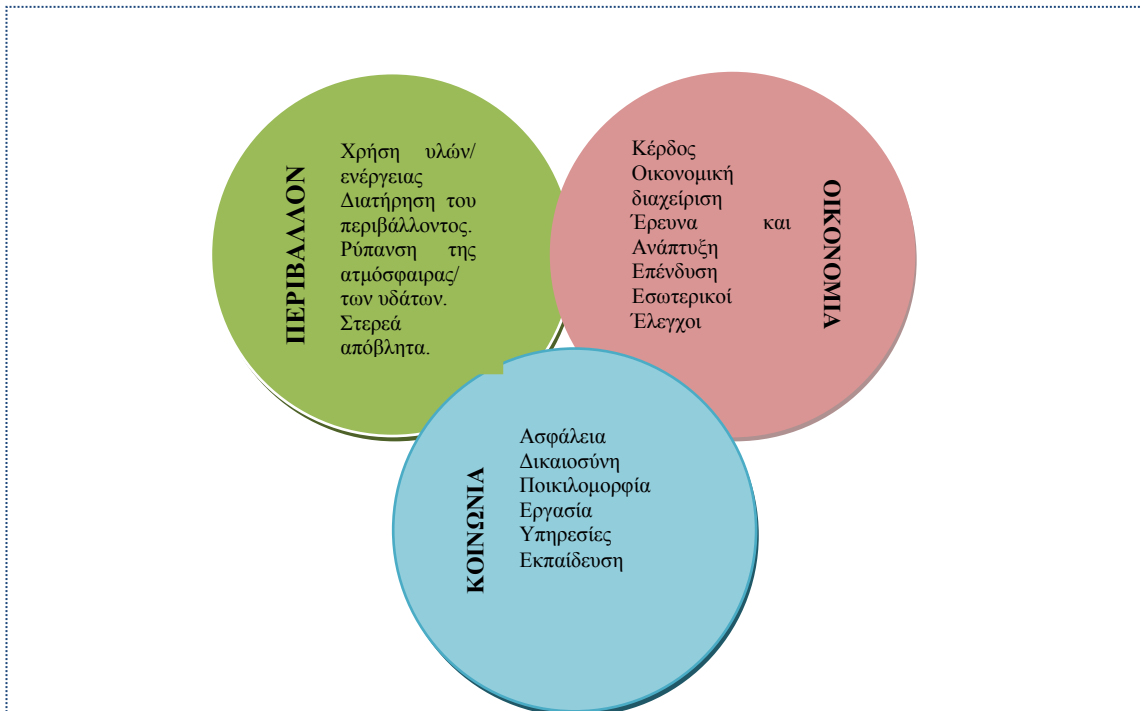 ΠΕΡΙΒΑΛΛΟΝ
Χρήση υλών/
ενέργειας
Διατήρηση του
περιβάλλοντος.
Ρύπανση της
ατμόσφαιρας/
των υδάτων.
Στερεά
απόβλητα.
Κέρδος
Οικονομική
διαχείριση
Έρευνα και
Ανάπτυξη
Επένδυση
Εσωτερικοί
Έλεγχοι
ΟΙΚΟΝΟΜΙΑ
ΚΟΙΝΩΝΙΑ
Ασφάλεια
Δικαιοσύνη
Ποικιλομορφία
Εργασία
Υπηρεσίες
Εκπαίδευση